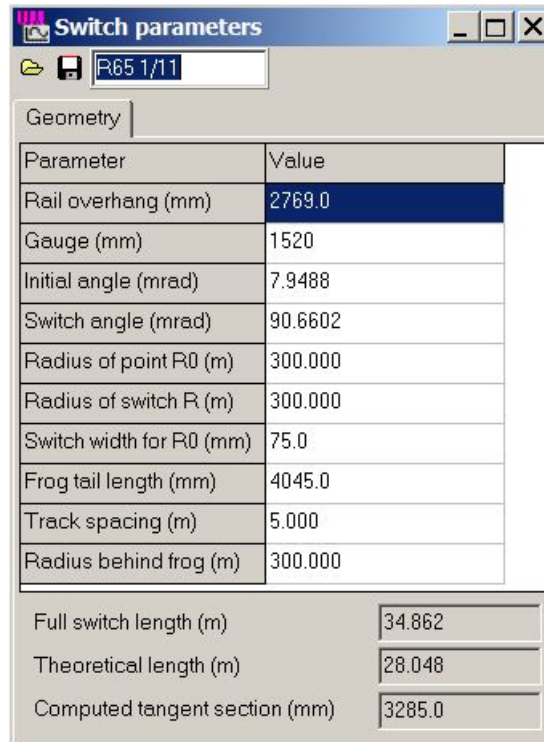 Switch parameters
R65 1/11
Geometry
Parameter Value
Rail overhang (mm) 2769.0
Gauge (mm) 1520
Initial angle (mrad) 7.9488
Switch angle (mrad) 90.6602
Radius of point R0 (m) 300.000
Radius of switch R (m) 300.000
Switch width for R0 (mm) 75.0
Frog tail length (mm) 4045.0
Track spacing (m) 5.000
Radius behind frog (m) 300.000
Full switch length (m) 34.862
Theoretical length (m) 28.048
Computed tangent section (mm) 3285.0